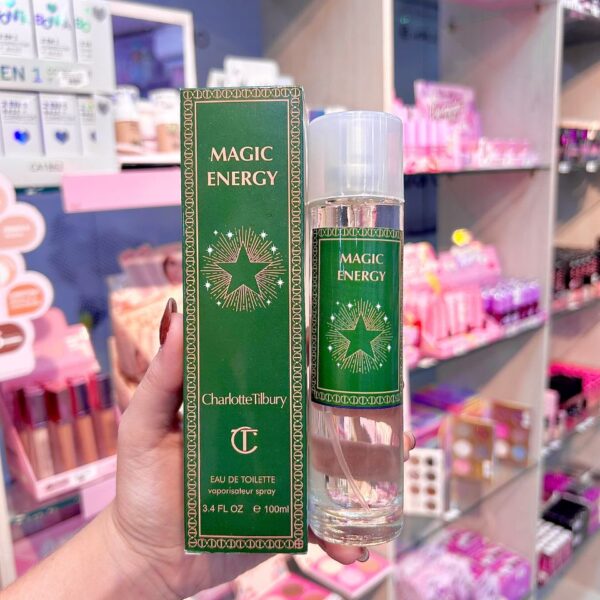 MAGIC
ENERGY
CharlotteTilbury
CT
EAU DE TOILETTE
vaporisateur spray
3.4 FL OZ ℮ 100ml
MAGIC
ENERGY